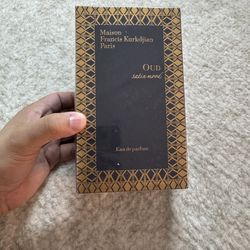 Maison
Francis Kurkdjian
Paris
OUD
satin mood
Eau de parfum